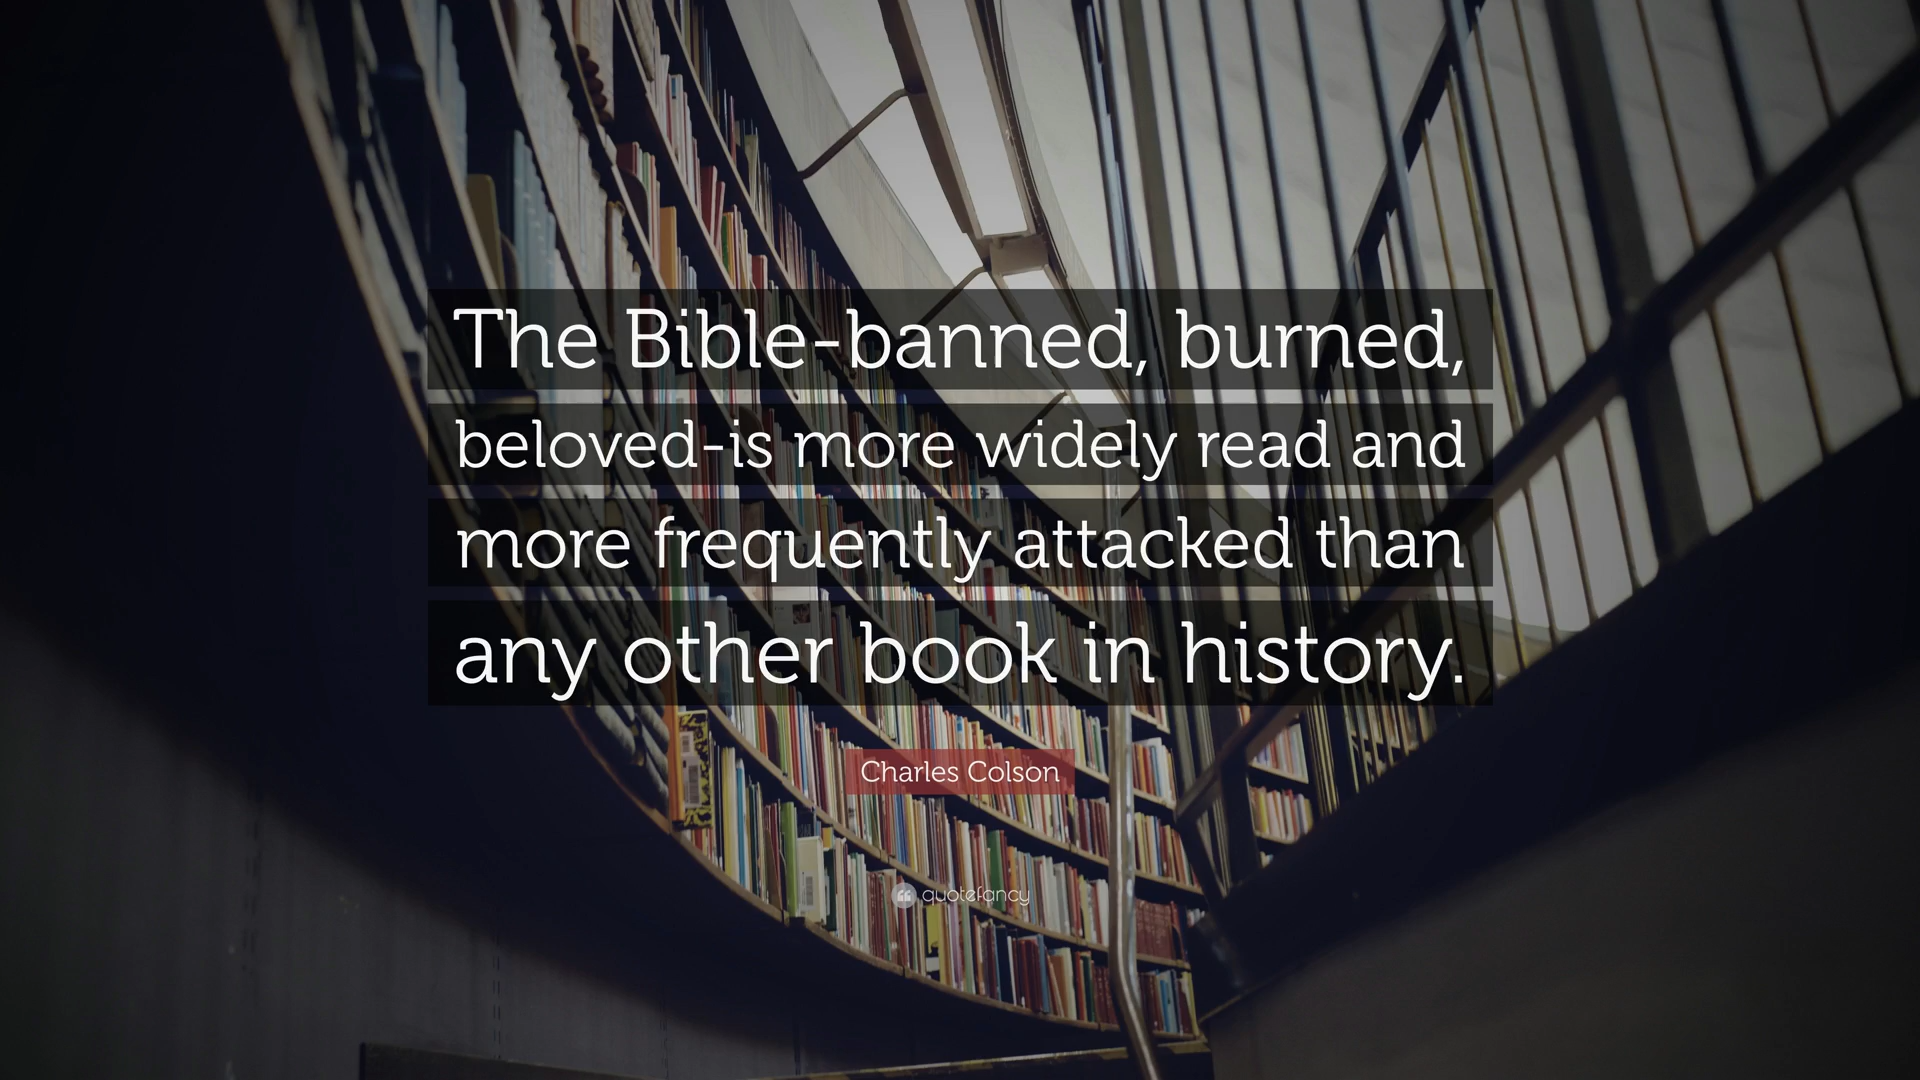 The Bible-banned, burned,
beloved-is more widely read and
more frequently attacked than
any other book in history.
Charles Colson
quotefancy